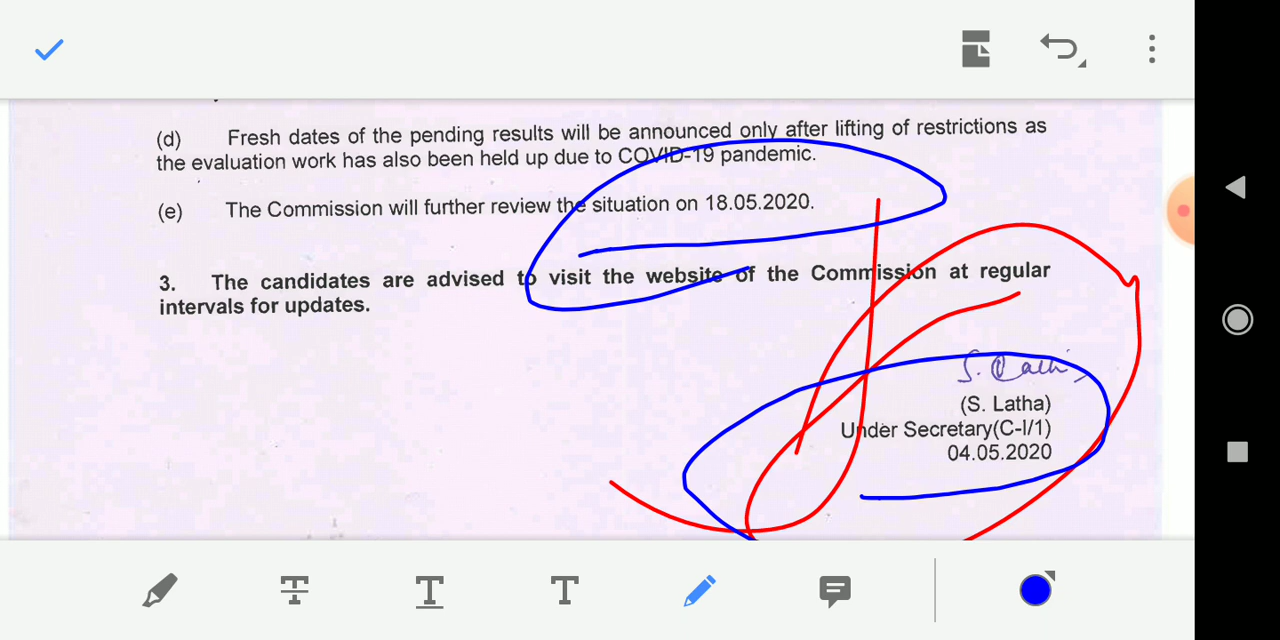 (d) Fresh dates of the pending results will be announced only after lifting of restrictions as
the evaluation work has also been held up due to COVID-19 pandemic.
(e) The Commission will further review the situation on 18.05.2020.
3. The candidates are advised to visit the website of the Commission at regular
intervals for updates.
(S. Latha)
Under Secretary(C-I/1)
04.05.2020